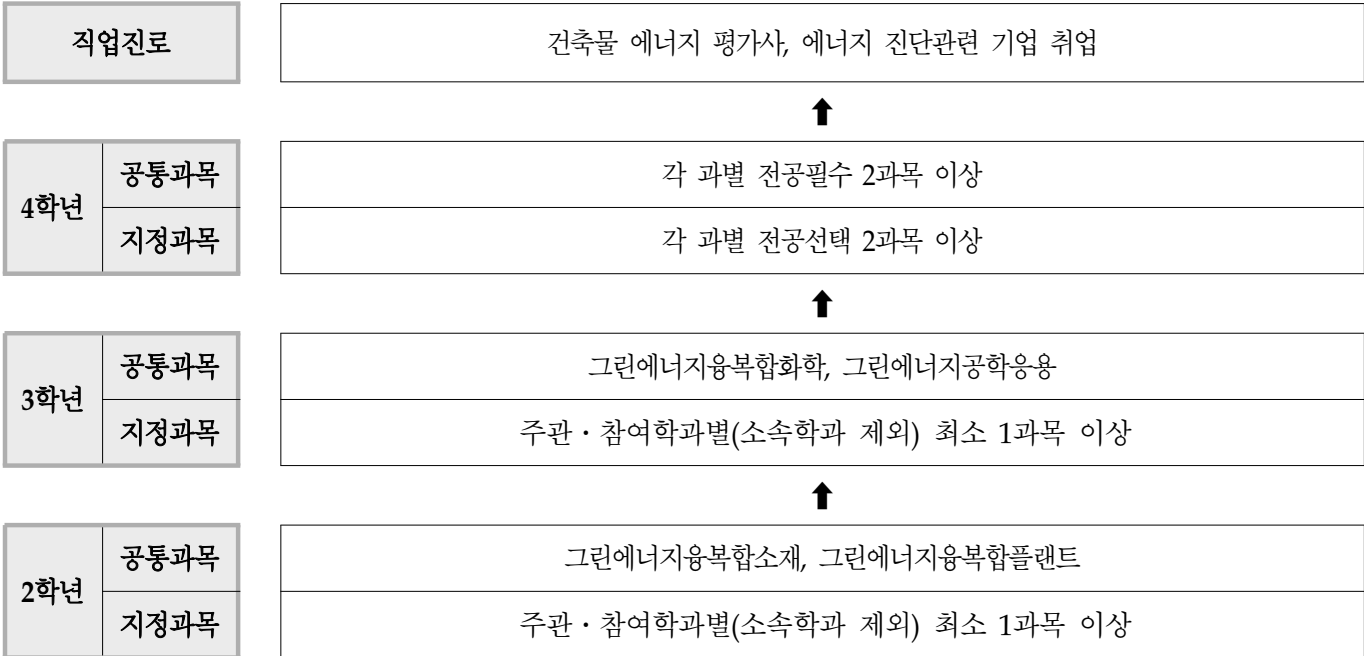 직업진로
건축물 에너지 평가사, 에너지 진단관련 기업 취업
4학년
공통과목
각 과별 전공필수 2과목 이상
지정과목
각 과별 전공선택 2과목 이상
3학년
공통과목
그린에너지융복합화학, 그린에너지공학응용
지정과목
주관・참여학과별(소속학과 제외) 최소 1과목 이상
2학년
공통과목
그린에너지융복합소재, 그린에너지융복합플랜트
지정과목
주관・참여학과별(소속학과 제외) 최소 1과목 이상